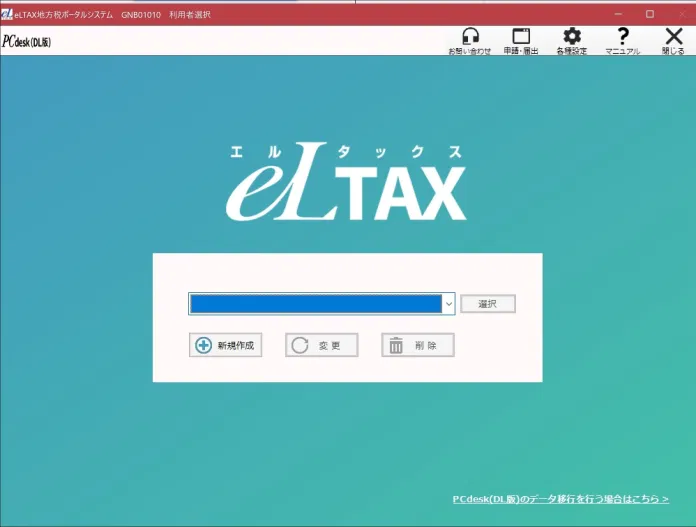 eLTAX地方税ポータルシステム GNB01010 利用者選択
PCdesk(DL版)
お問い合わせ 申請・届出 各種設定 マニュアル 閉じる
エルタックス
eLTAX
選択
新規作成 変更 削除
PCdesk(DL版)のデータ移行を行う場合はこちら >